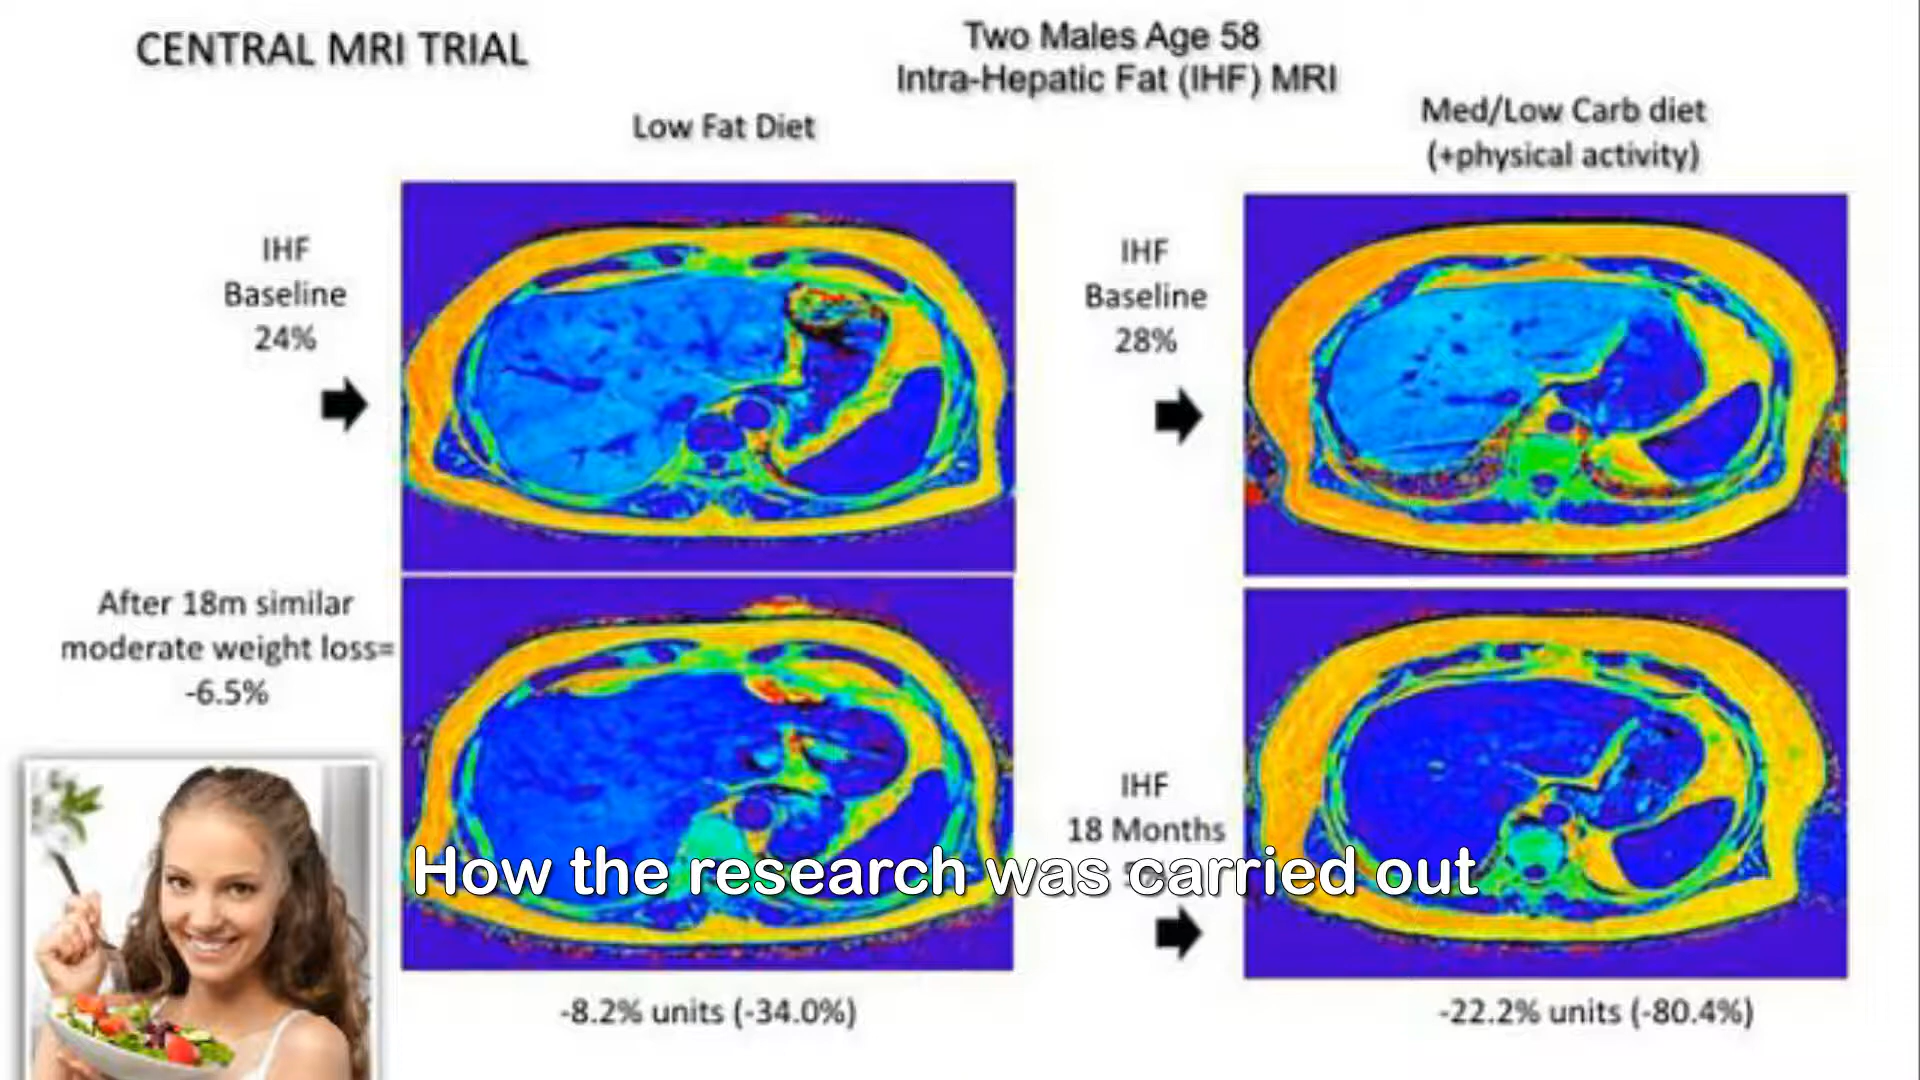 CENTRAL MRI TRIAL
Two Males Age 58
Intra-Hepatic Fat (IHF) MRI
Low Fat Diet
Med/Low Carb diet
(+physical activity)
IHF
Baseline
24%
IHF
Baseline
28%
After 18m similar
moderate weight loss=
-6.5%
IHF
18 Months
How the research was carried out
-8.2% units (-34.0%)
-22.2% units (-80.4%)